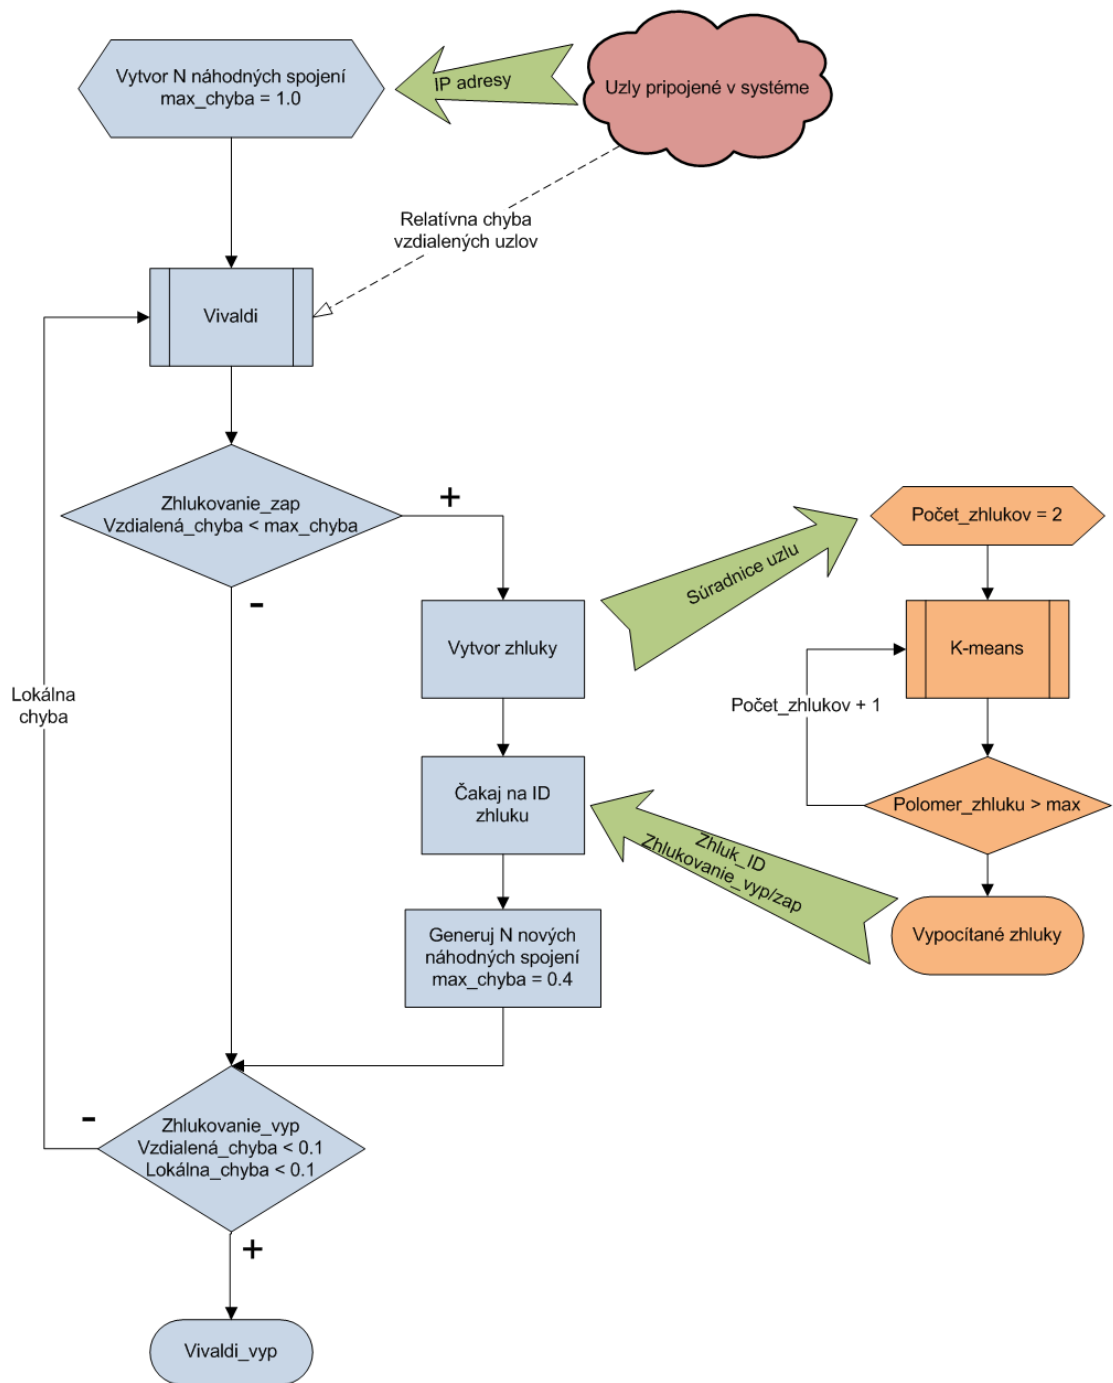 Vytvor N náhodných spojení
max_chyba = 1.0
IP adresy
Uzly pripojené v systéme
Relatívna chyba
vzdialených uzlov
Vivaldi
Zhlukovanie_zap
Vzdialená_chyba < max_chyba
+
-
Súradnice uzlu
Počet_zhlukov = 2
Vytvor zhluky
K-means
Lokálna
chyba
Počet_zhlukov + 1
Čakaj na ID
zhluku
Polomer_zhluku > max
Zhluk_ID
Zhlukovanie_vyp/zap
Generuj N nových
náhodných spojení
max_chyba = 0.4
Vypocítané zhluky
-
Zhlukovanie_vyp
Vzdialená_chyba < 0.1
Lokálna_chyba < 0.1
+
Vivaldi_vyp